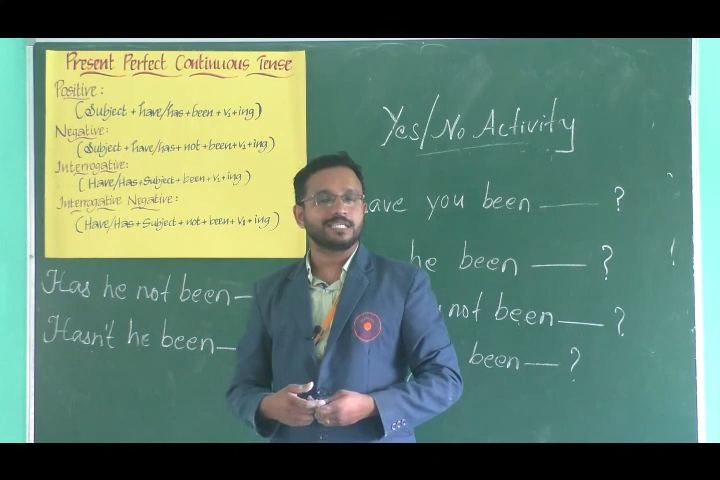 Present Perfect Continuous Tense
Positive:
(Subject + have/has + been + v₁ + ing)
Negative:
(Subject + have/has + not + been + v₁ + ing)
Interrogative:
(Have/Has + Subject + been + v₁ + ing)
Interrogative Negative:
(Have/Has + Subject + not + been + v₁ + ing)
Has he not been —
Hasn't he been —
Yes/No Activity
ave you been — ?
he been — ?
not been — ?
been — ?
!